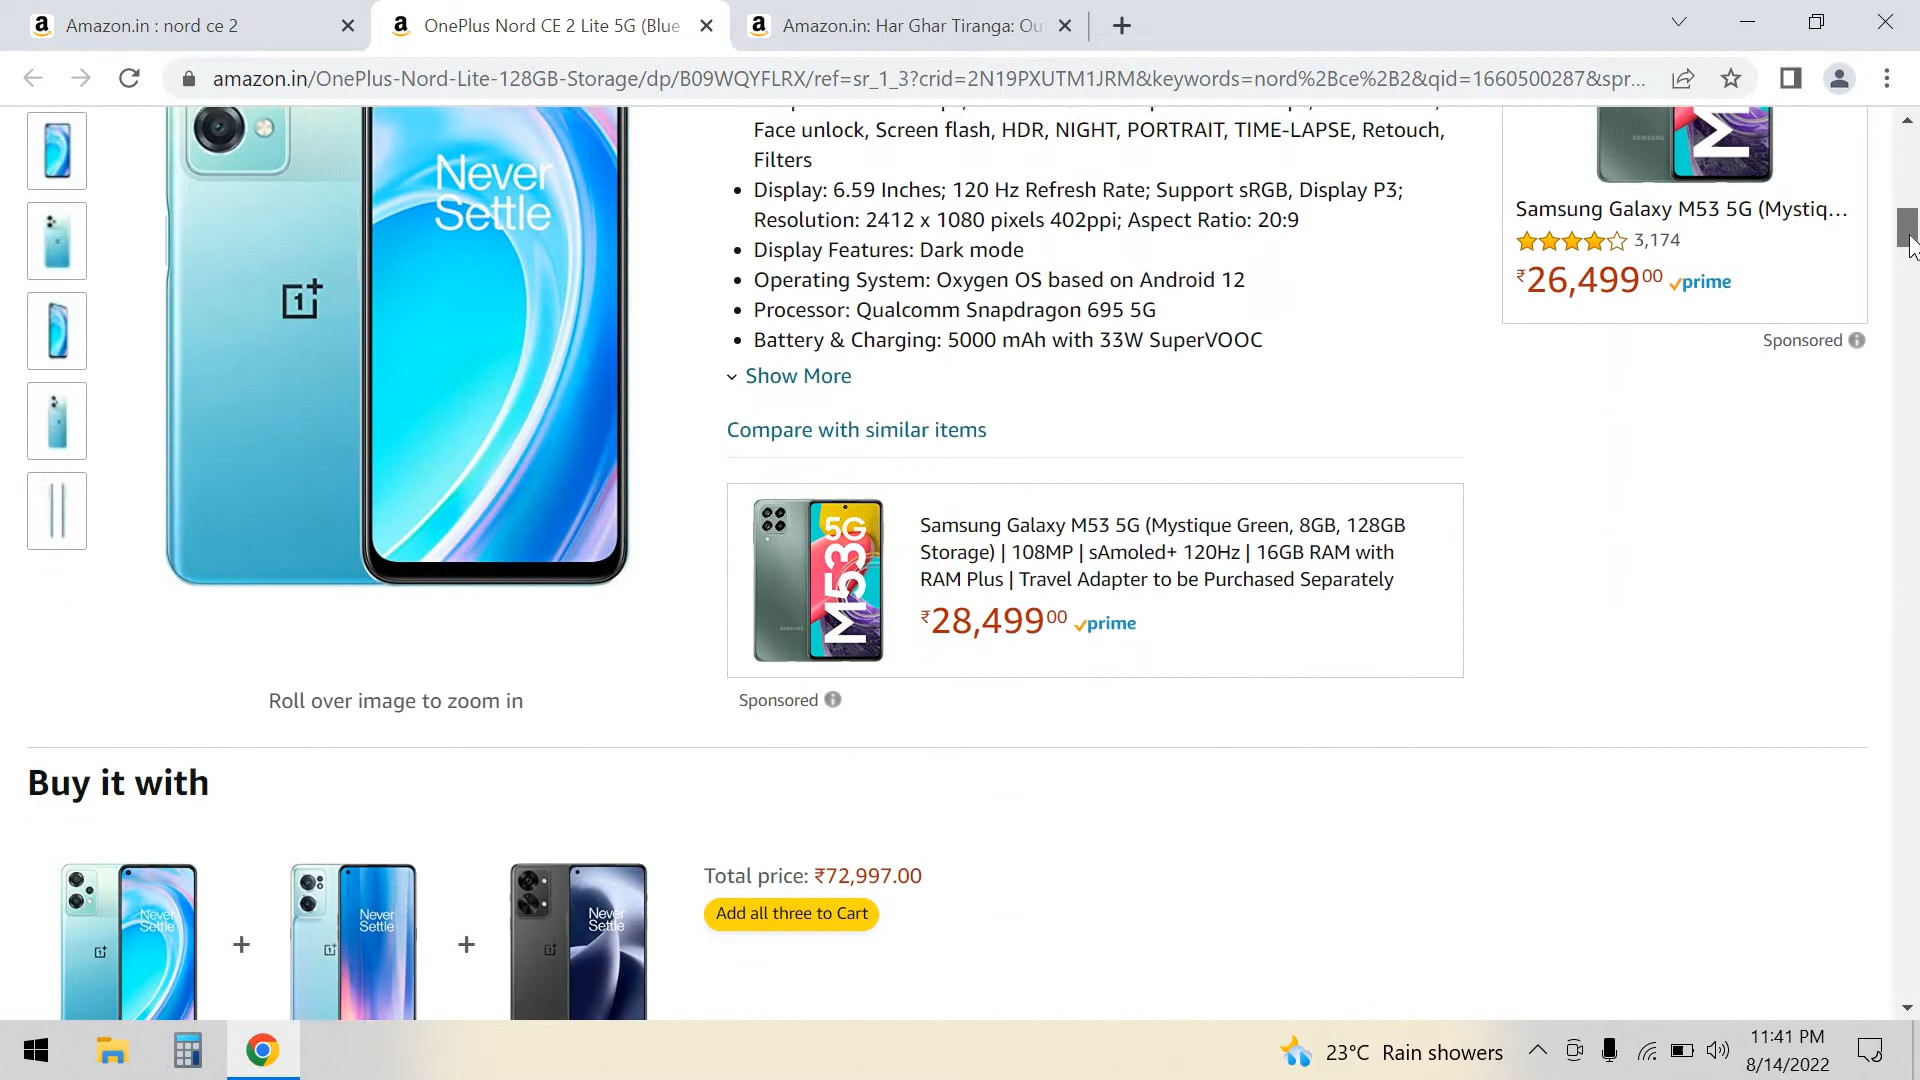 Amazon.in : nord ce 2
OnePlus Nord CE 2 Lite 5G (Blue
Amazon.in: Har Ghar Tiranga: Ou
amazon.in/OnePlus-Nord-Lite-128GB-Storage/dp/B09WQYFLRX/ref=sr_1_3?crid=2N19PXUTM1JRM&keywords=nord%2Bce%2B2&qid=1660500287&spr...
Never
Settle
Face unlock, Screen flash, HDR, NIGHT, PORTRAIT, TIME-LAPSE, Retouch,
Filters
Display: 6.59 Inches; 120 Hz Refresh Rate; Support sRGB, Display P3;
Resolution: 2412 x 1080 pixels 402ppi; Aspect Ratio: 20:9
Display Features: Dark mode
Operating System: Oxygen OS based on Android 12
Processor: Qualcomm Snapdragon 695 5G
Battery & Charging: 5000 mAh with 33W SuperVOOC
Show More
Compare with similar items
SAMSUNG
M
Samsung Galaxy M53 5G (Mystiq...
3,174
₹26,499.00 prime
Sponsored
5G
M53G
Samsung Galaxy M53 5G (Mystique Green, 8GB, 128GB
Storage) | 108MP | sAmoled+ 120Hz | 16GB RAM with
RAM Plus | Travel Adapter to be Purchased Separately
₹28,499.00 prime
Sponsored
Roll over image to zoom in
Buy it with
Never
Settle
+
Never
Settle
+
Never
Settle
Total price: ₹72,997.00
Add all three to Cart
23°C Rain showers
11:41 PM
8/14/2022